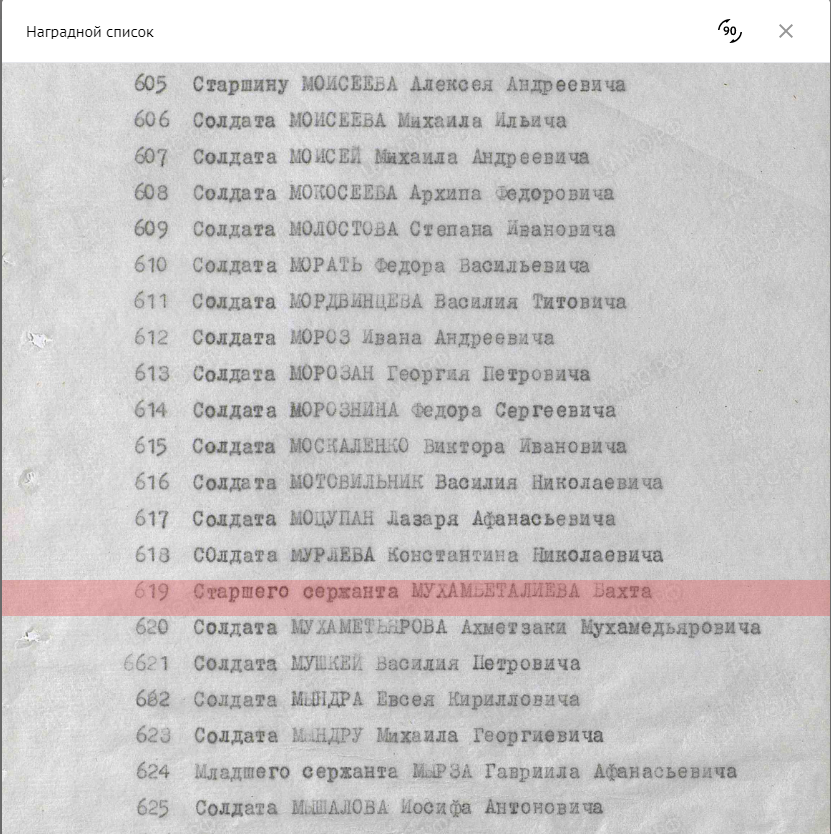 Наградной список
90
605 Старшину МОИСЕЕВА Алексея Андреевича
606 Солдата МОИСЕЕВА Михаила Ильича
607 Солдата МОИСЕЙ Михаила Андреевича
608 Солдата МОКОСЕЕВА Архипа Федоровича
609 Солдата МОЛОСТОВА Степана Ивановича
610 Солдата МОРАТЬ Федора Васильевича
611 Солдата МОРДВИНЦЕВА Василия Титовича
612 Солдата МОРОЗ Ивана Андреевича
613 Солдата МОРОЗАН Георгия Петровича
614 Солдата МОРОЗНИНА Федора Сергеевича
615 Солдата МОСКАЛЕНКО Виктора Ивановича
616 Солдата МОТОВИЛЬНИК Василия Николаевича
617 Солдата МОЦУПАН Лазаря Афанасьевича
618 СОлдата МУРЛЕВА Константина Николаевича
619 Старшего сержанта МУХАМБЕТАЛИЕВА Бахта
620 Солдата МУХАМЕТЬЯРОВА Ахметзаки Мухамедьяровича
6621 Солдата МУШКЕЙ Василия Петровича
622 Солдата МЫНДРА Евсея Кирилловича
623 Солдата МЫНДРУ Михаила Георгиевича
624 Младшего сержанта МЫРЗА Гавриила Афанасьевича
625 Солдата МЫШАЛОВА Иосифа Антоновича